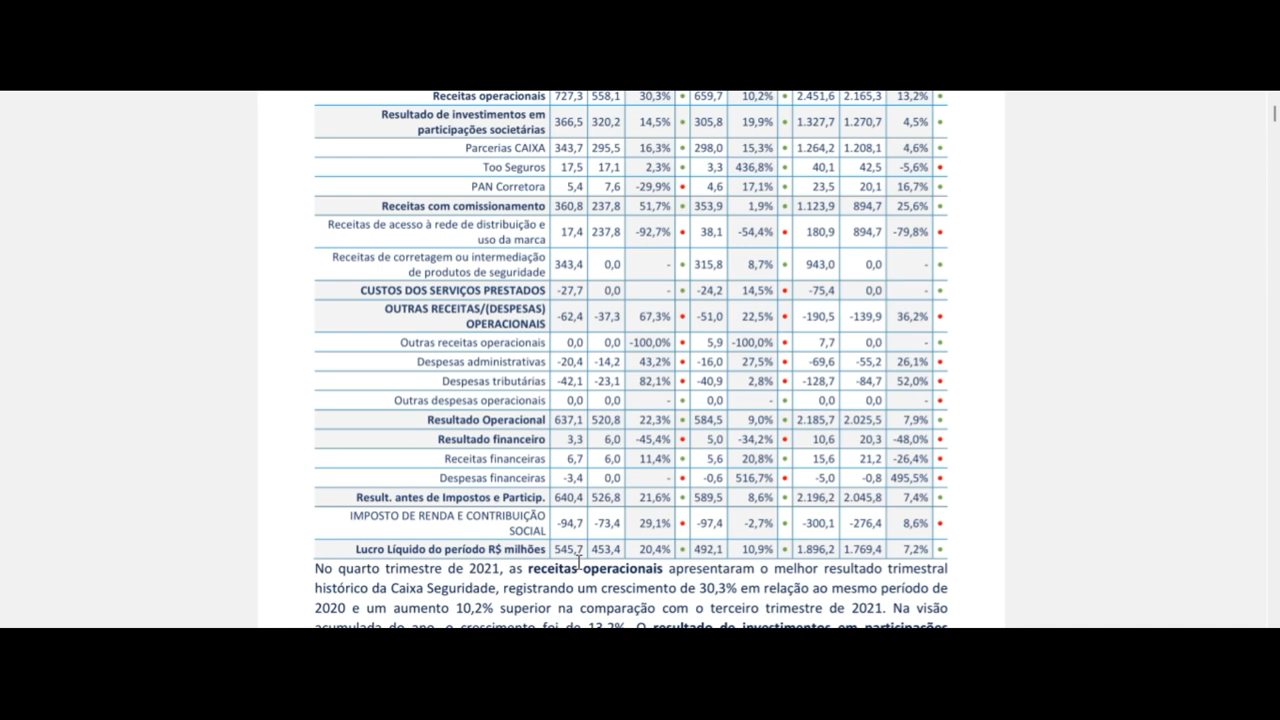 Receitas operacionais 727,3 558,1 30,3% 659,7 10,2% 2.451,6 2.165,3 13,2%
Resultado de investimentos em
participações societárias 366,5 320,2 14,5% 305,8 19,9% 1.327,7 1.270,7 4,5%
Parcerias CAIXA 343,7 295,5 16,3% 298,0 15,3% 1.264,2 1.208,1 4,6%
Too Seguros 17,5 17,1 2,3% 3,3 436,8% 40,1 42,5 -5,6%
PAN Corretora 5,4 7,6 -29,9% 4,6 17,1% 23,5 20,1 16,7%
Receitas com comissionamento 360,8 237,8 51,7% 353,9 1,9% 1.123,9 894,7 25,6%
Receitas de acesso à rede de distribuição e
uso da marca 17,4 237,8 -92,7% 38,1 -54,4% 180,9 894,7 -79,8%
Receitas de corretagem ou intermediação
de produtos de seguridade 343,4 0,0 - 315,8 8,7% 943,0 0,0 -
CUSTOS DOS SERVIÇOS PRESTADOS -27,7 0,0 - -24,2 14,5% -75,4 0,0 -
OUTRAS RECEITAS/(DESPESAS)
OPERACIONAIS -62,4 -37,3 67,3% -51,0 22,5% -190,5 -139,9 36,2%
Outras receitas operacionais 0,0 0,0 -100,0% 5,9 -100,0% 7,7 0,0 -
Despesas administrativas -20,4 -14,2 43,2% -16,0 27,5% -69,6 -55,2 26,1%
Despesas tributárias -42,1 -23,1 82,1% -40,9 2,8% -128,7 -84,7 52,0%
Outras despesas operacionais 0,0 0,0 - 0,0 - 0,0 0,0 -
Resultado Operacional 637,1 520,8 22,3% 584,5 9,0% 2.185,7 2.025,5 7,9%
Resultado financeiro 3,3 6,0 -45,4% 5,0 -34,2% 10,6 20,3 -48,0%
Receitas financeiras 6,7 6,0 11,4% 5,6 20,8% 15,6 21,2 -26,4%
Despesas financeiras -3,4 0,0 - -0,6 516,7% -5,0 -0,8 495,5%
Result. antes de Impostos e Particip. 640,4 526,8 21,6% 589,5 8,6% 2.196,2 2.045,8 7,4%
IMPOSTO DE RENDA E CONTRIBUIÇÃO
SOCIAL -94,7 -73,4 29,1% -97,4 -2,7% -300,1 -276,4 8,6%
Lucro Líquido do período R$ milhões 545,7 453,4 20,4% 492,1 10,9% 1.896,2 1.769,4 7,2%
No quarto trimestre de 2021, as receitas operacionais apresentaram o melhor resultado trimestral
histórico da Caixa Seguridade, registrando um crescimento de 30,3% em relação ao mesmo período de
2020 e um aumento 10,2% superior na comparação com o terceiro trimestre de 2021. Na visão
acumulada do ano, o crescimento foi de 13,2%. O resultado de investimentos em participações